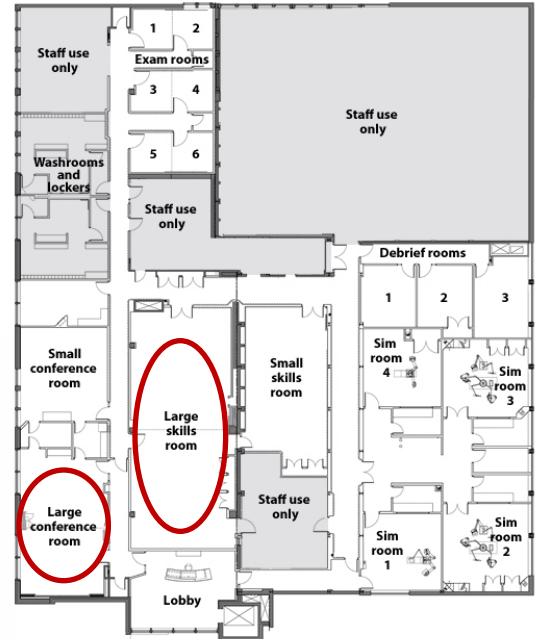 1
2
Exam rooms
3
4
5
6
Staff use
only
Staff use
only
Washrooms
and
lockers
Staff use
only
Debrief rooms
1
2
3
Small
conference
room
Large
skills
room
Small
skills
room
Sim
room
4
Sim
room
3
Large
conference
room
Staff use
only
Sim
room
1
Sim
room
2
Lobby